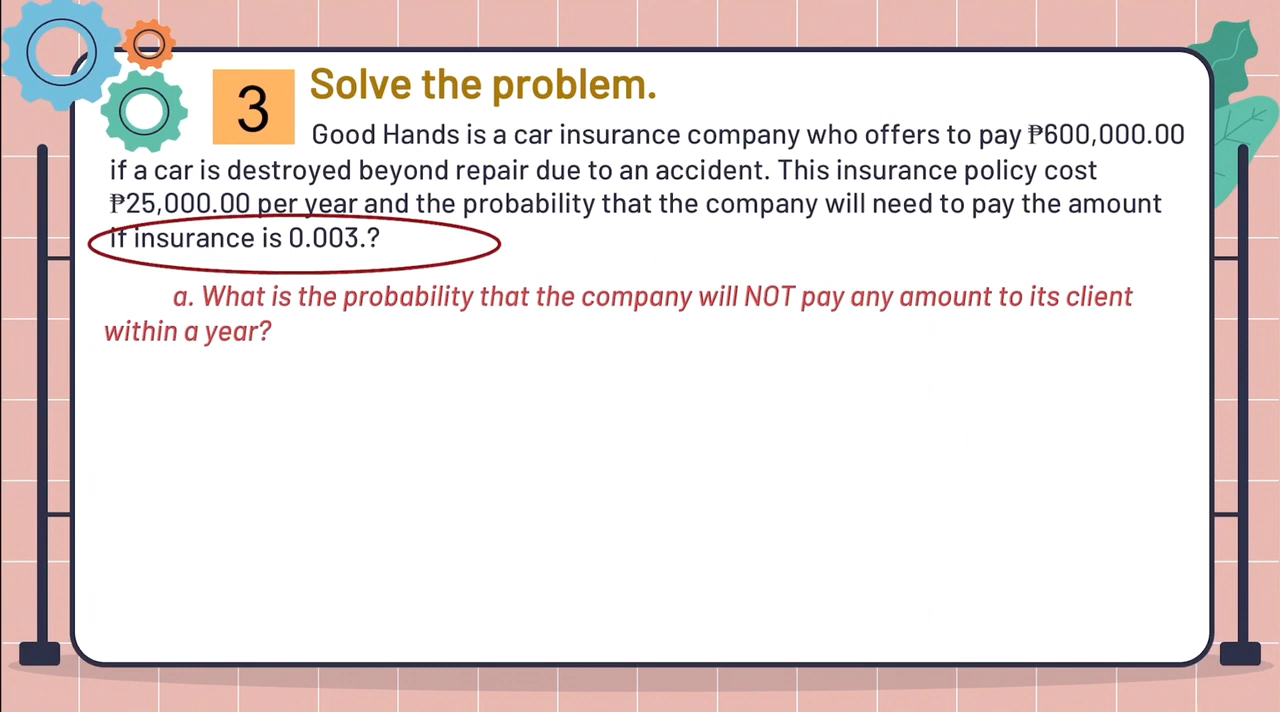 3
Solve the problem.
Good Hands is a car insurance company who offers to pay ₱600,000.00
if a car is destroyed beyond repair due to an accident. This insurance policy cost
₱25,000.00 per year and the probability that the company will need to pay the amount
if insurance is 0.003.?
a. What is the probability that the company will NOT pay any amount to its client
within a year?